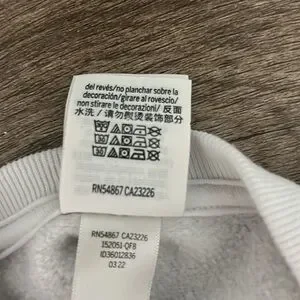 del revés/no planchar sobre la
decoración/girare al rovescio/
non stirare le decorazioni/ 反面
水洗 / 请勿熨烫装饰部分
RN54867 CA23226
RN54867 CA23226
152051-QFB
ID36012836
03 22